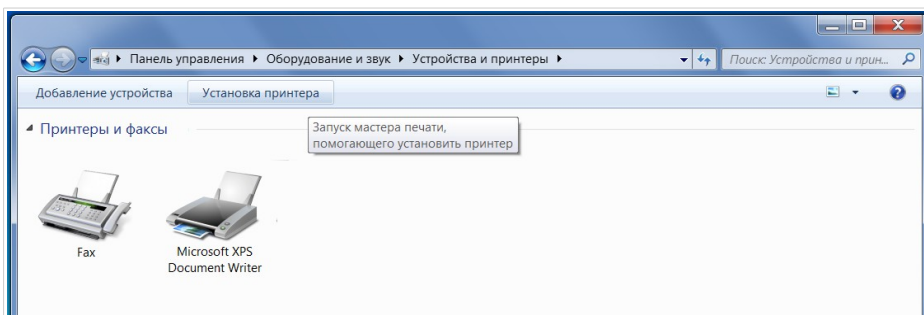 Панель управления ▸ Оборудование и звук ▸ Устройства и принтеры ▸
Поиск: Устройства и прин...
Добавление устройства Установка принтера
Принтеры и факсы
Запуск мастера печати,
помогающего установить принтер
Fax
Microsoft XPS
Document Writer